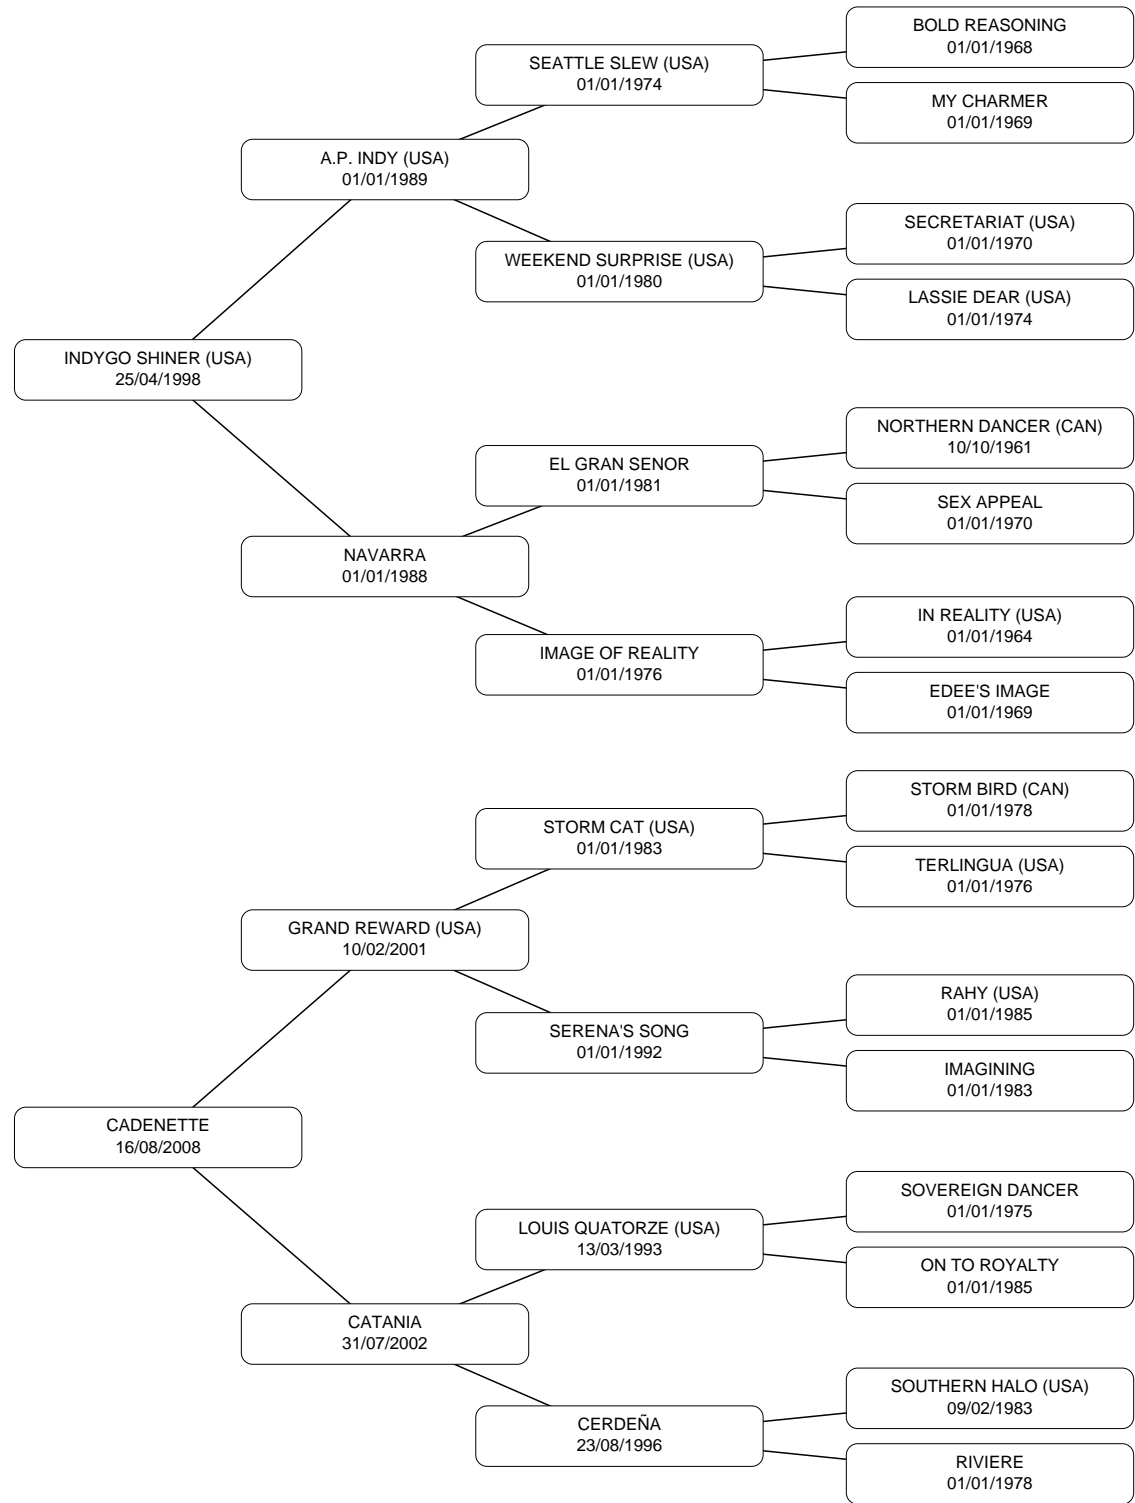 BOLD REASONING
01/01/1968
SEATTLE SLEW (USA)
01/01/1974
MY CHARMER
01/01/1969
A.P. INDY (USA)
01/01/1989
SECRETARIAT (USA)
01/01/1970
WEEKEND SURPRISE (USA)
01/01/1980
LASSIE DEAR (USA)
01/01/1974
INDYGO SHINER (USA)
25/04/1998
NORTHERN DANCER (CAN)
10/10/1961
EL GRAN SENOR
01/01/1981
SEX APPEAL
01/01/1970
NAVARRA
01/01/1988
IN REALITY (USA)
01/01/1964
IMAGE OF REALITY
01/01/1976
EDEE'S IMAGE
01/01/1969
STORM BIRD (CAN)
01/01/1978
STORM CAT (USA)
01/01/1983
TERLINGUA (USA)
01/01/1976
GRAND REWARD (USA)
10/02/2001
RAHY (USA)
01/01/1985
SERENA'S SONG
01/01/1992
IMAGINING
01/01/1983
CADENETTE
16/08/2008
SOVEREIGN DANCER
01/01/1975
LOUIS QUATORZE (USA)
13/03/1993
ON TO ROYALTY
01/01/1985
CATANIA
31/07/2002
SOUTHERN HALO (USA)
09/02/1983
CERDEÑA
23/08/1996
RIVIERE
01/01/1978